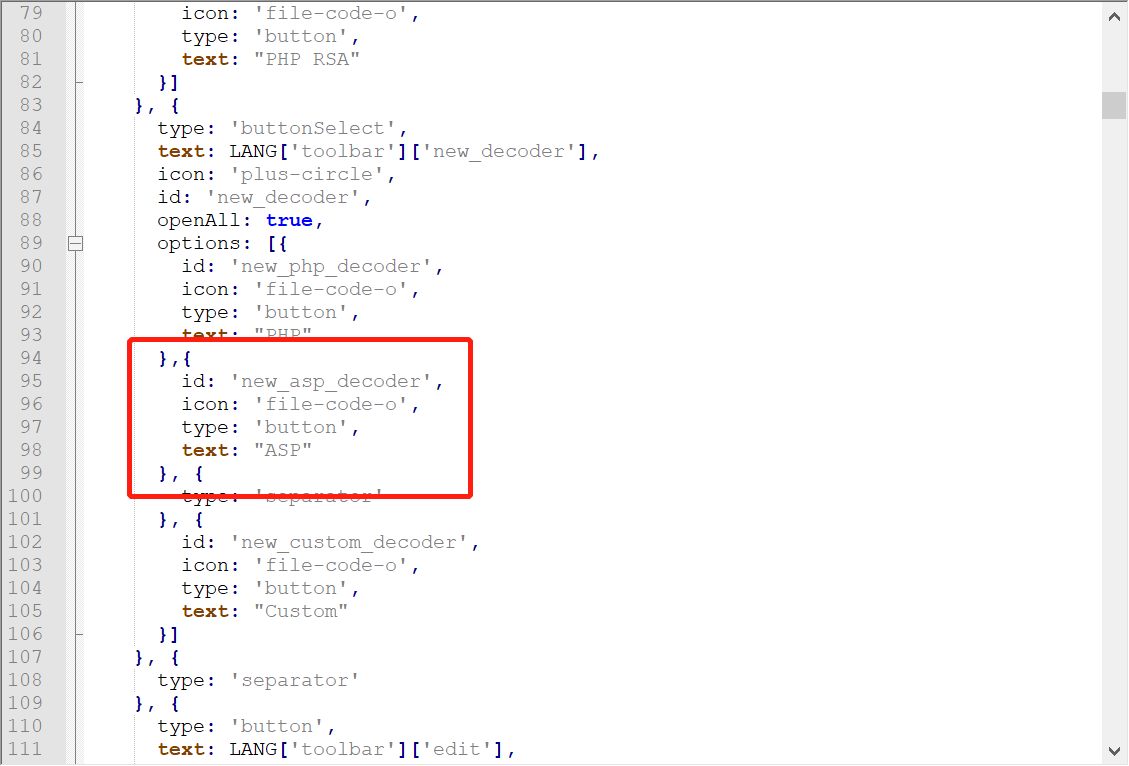 79 icon: 'file-code-o',
80 type: 'button',
81 text: "PHP RSA"
82 }]
83 }, {
84 type: 'buttonSelect',
85 text: LANG['toolbar']['new_decoder'],
86 icon: 'plus-circle',
87 id: 'new_decoder',
88 openAll: true,
89 options: [{
90 id: 'new_php_decoder',
91 icon: 'file-code-o',
92 type: 'button',
93 text: "PHP"
94 },{
95 id: 'new_asp_decoder',
96 icon: 'file-code-o',
97 type: 'button',
98 text: "ASP"
99 }, {
100 type: 'separator'
101 }, {
102 id: 'new_custom_decoder',
103 icon: 'file-code-o',
104 type: 'button',
105 text: "Custom"
106 }]
107 }, {
108 type: 'separator'
109 }, {
110 type: 'button',
111 text: LANG['toolbar']['edit'],